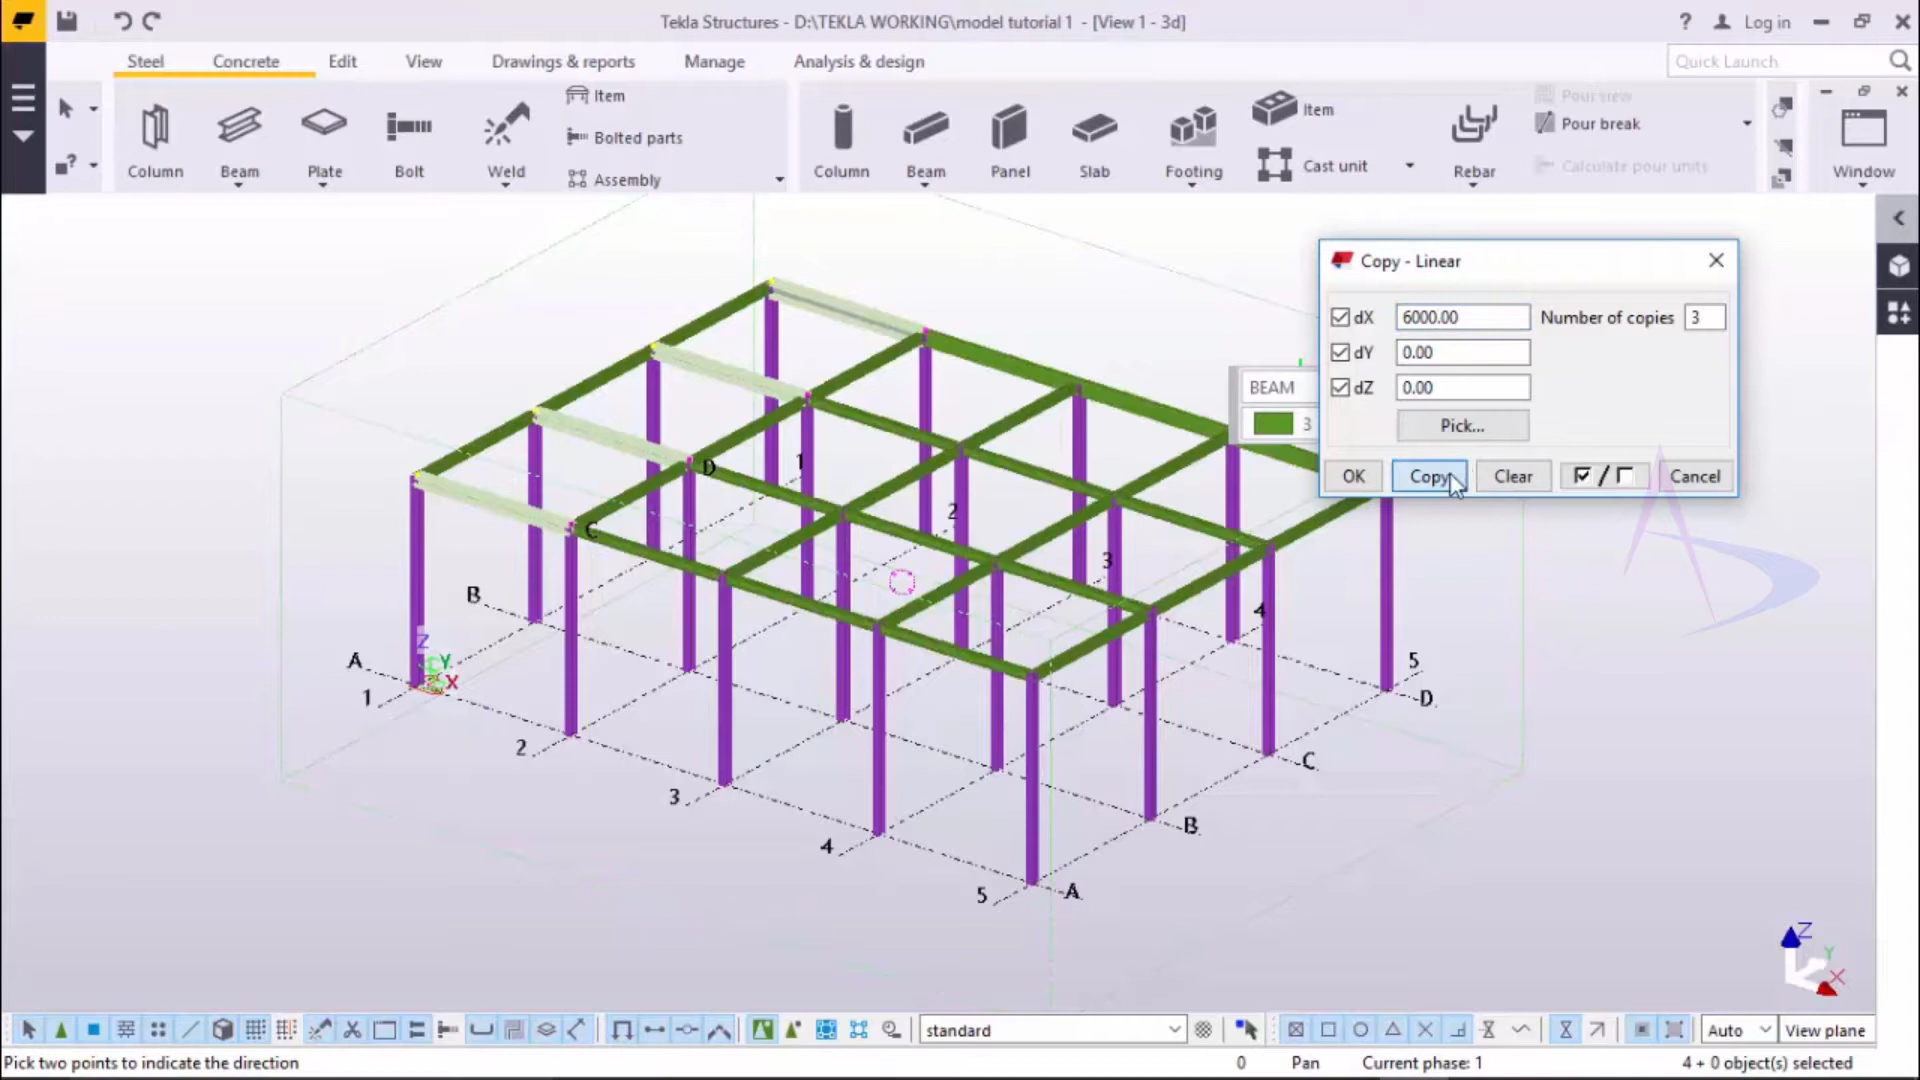 Tekla Structures - D:\TEKLA WORKING\model tutorial 1 - [View 1 - 3d]
? Log in
Steel Concrete Edit View Drawings & reports Manage Analysis & design
Quick Launch
Column Beam Plate Bolt Weld
Item
Bolted parts
Assembly
Column Beam Panel Slab Footing
Item
Cast unit
Rebar
Pour view
Pour break
Calculate pour units
Window
Copy - Linear
dX 6000.00 Number of copies 3
dY 0.00
dZ 0.00
Pick...
OK Copy Clear / Cancel
BEAM
3
D
1
C
2
B
3
4
A
Z
Y
X
1
5
D
2
C
3
B
4
5
A
Z
Y
X
standard
Auto View plane
Pick two points to indicate the direction
0 Pan Current phase: 1 4 + 0 object(s) selected